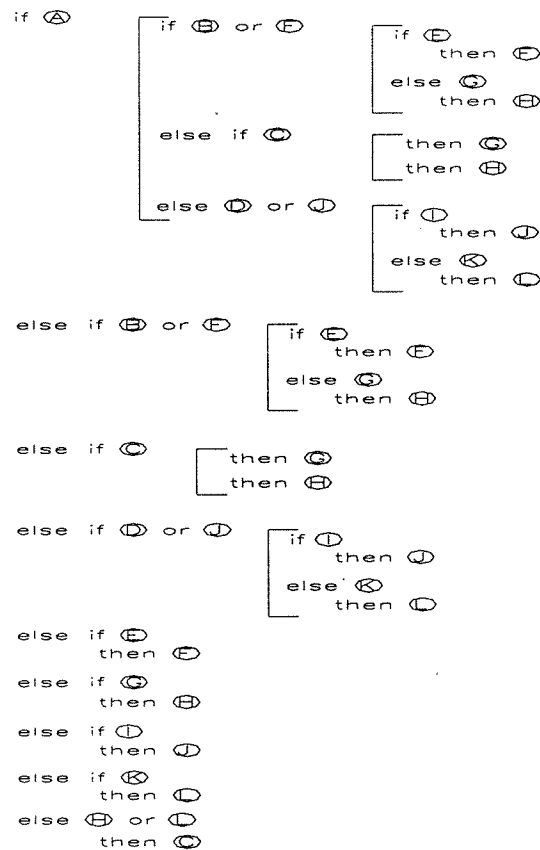 if A
if B or F
if E
then F
else G
then H
else if C
then G
then H
else D or J
if I
then J
else K
then L
else if B or F
if E
then F
else G
then H
else if C
then G
then H
else if D or J
if I
then J
else K
then L
else if E
then F
else if G
then H
else if I
then J
else if K
then L
else H or L
then C